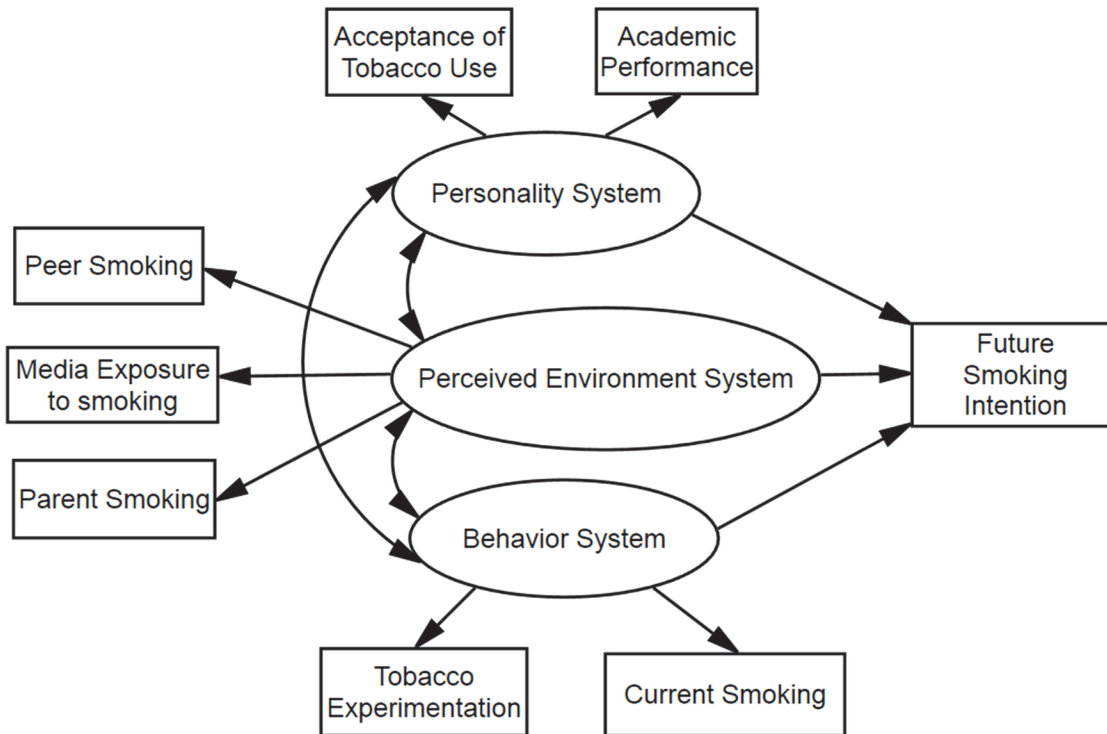 Acceptance of
Tobacco Use
Academic
Performance
Personality System
Peer Smoking
Media Exposure
to smoking
Parent Smoking
Perceived Environment System
Future
Smoking
Intention
Behavior System
Tobacco
Experimentation
Current Smoking